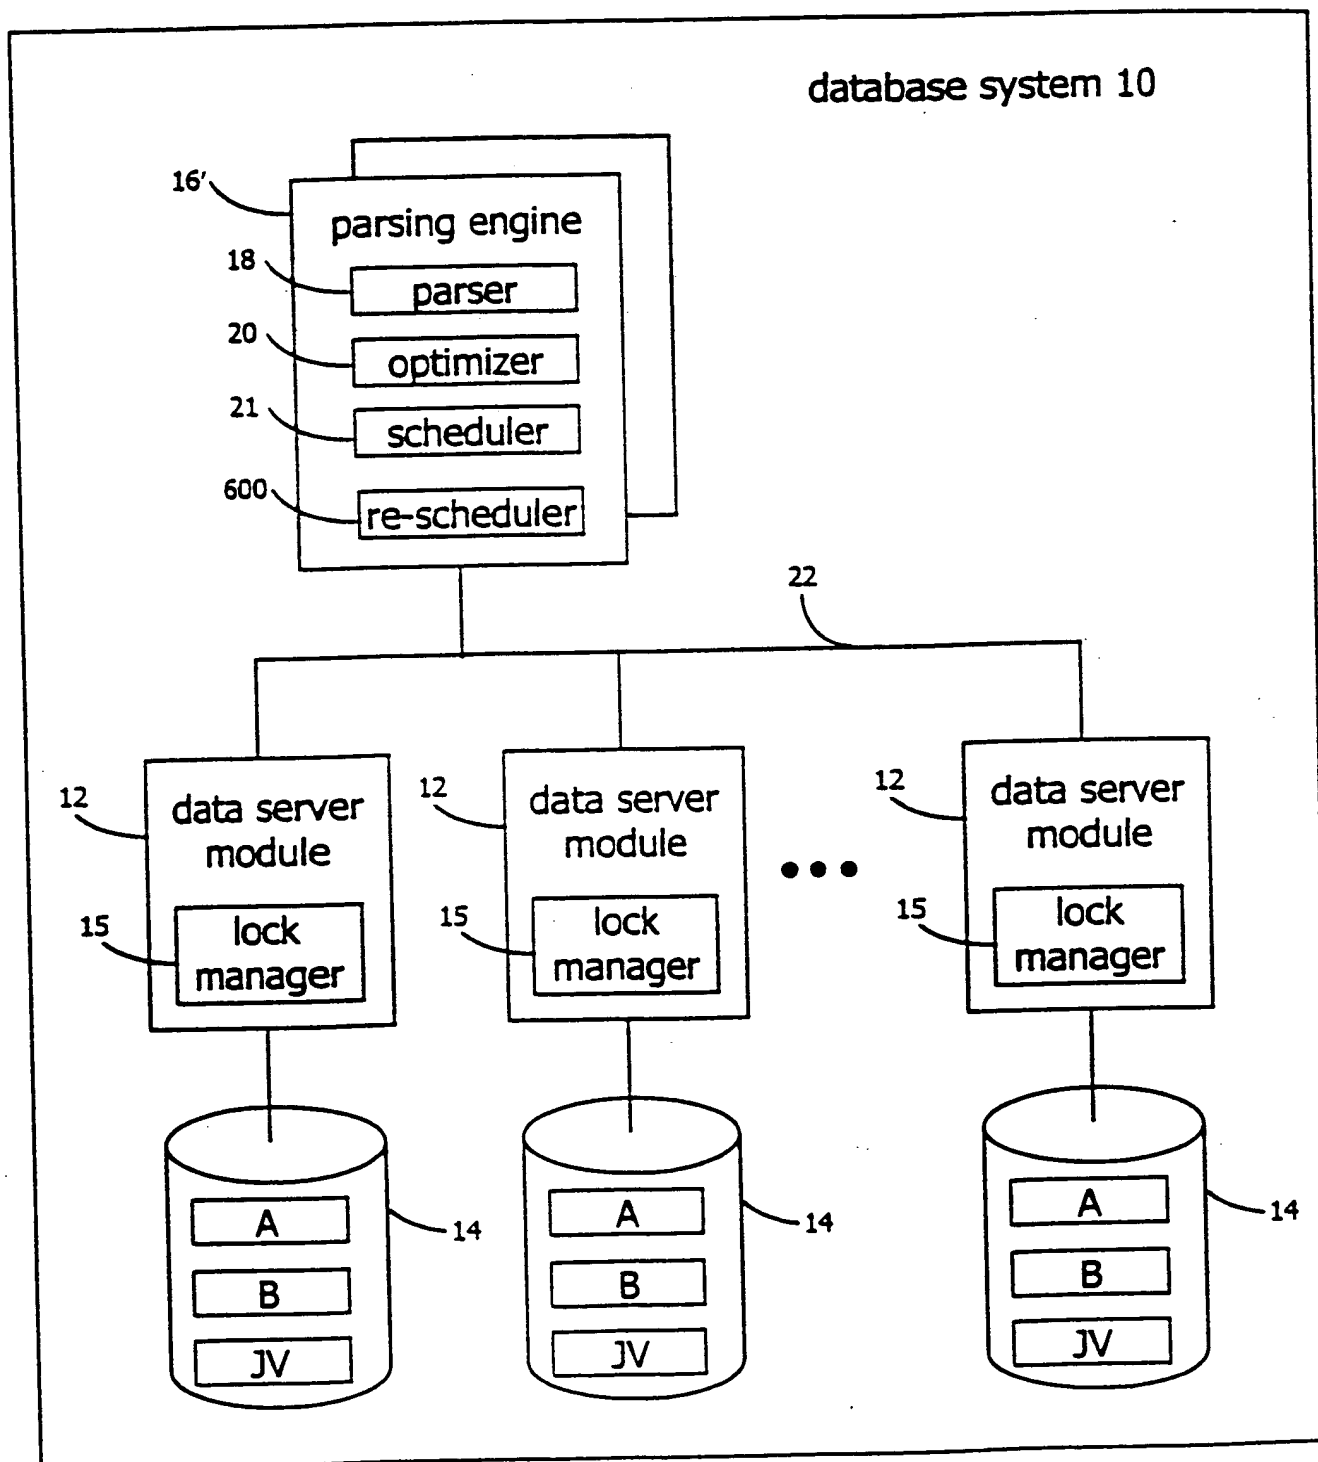 database system 10
16′
parsing engine
18
parser
20
optimizer
21
scheduler
600
re-scheduler
22
12
data server
module
15
lock
manager
12
data server
module
15
lock
manager
12
data server
module
15
lock
manager
A
B
JV
14
A
B
JV
14
A
B
JV
14